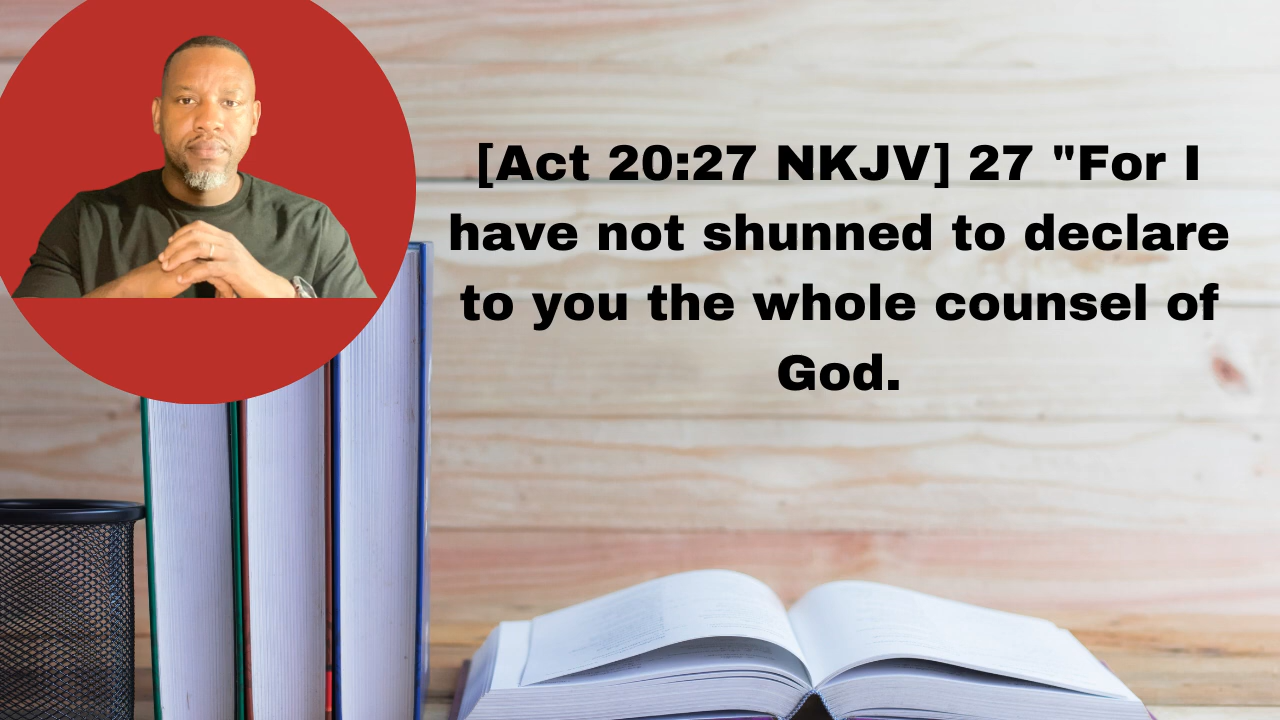 [Act 20:27 NKJV] 27 "For I
have not shunned to declare
to you the whole counsel of
God.